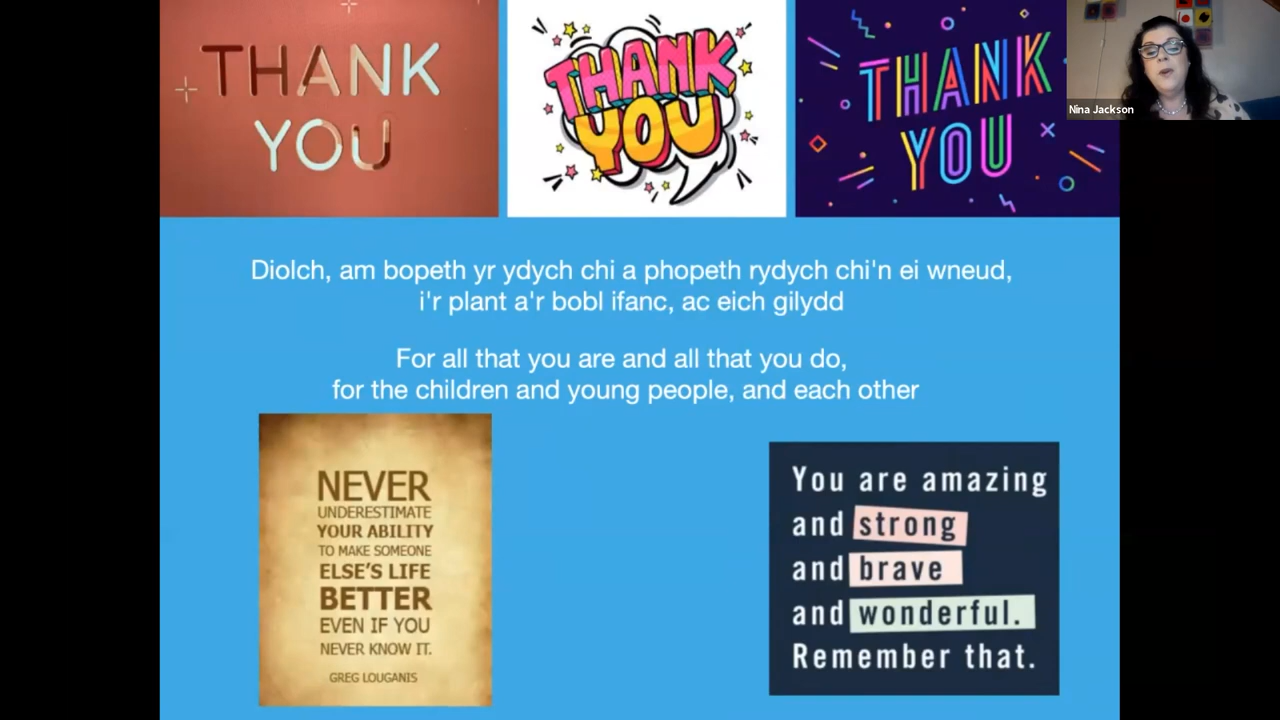 THANK
YOU
THANK
YOU
THANK
YOU
Nina Jackson
Diolch, am bopeth yr ydych chi a phopeth rydych chi'n ei wneud,
i'r plant a'r bobl ifanc, ac eich gilydd
For all that you are and all that you do,
for the children and young people, and each other
NEVER
UNDERESTIMATE
YOUR ABILITY
TO MAKE SOMEONE
ELSE'S LIFE
BETTER
EVEN IF YOU
NEVER KNOW IT.
GREG LOUGANIS
You are amazing
and strong
and brave
and wonderful.
Remember that.